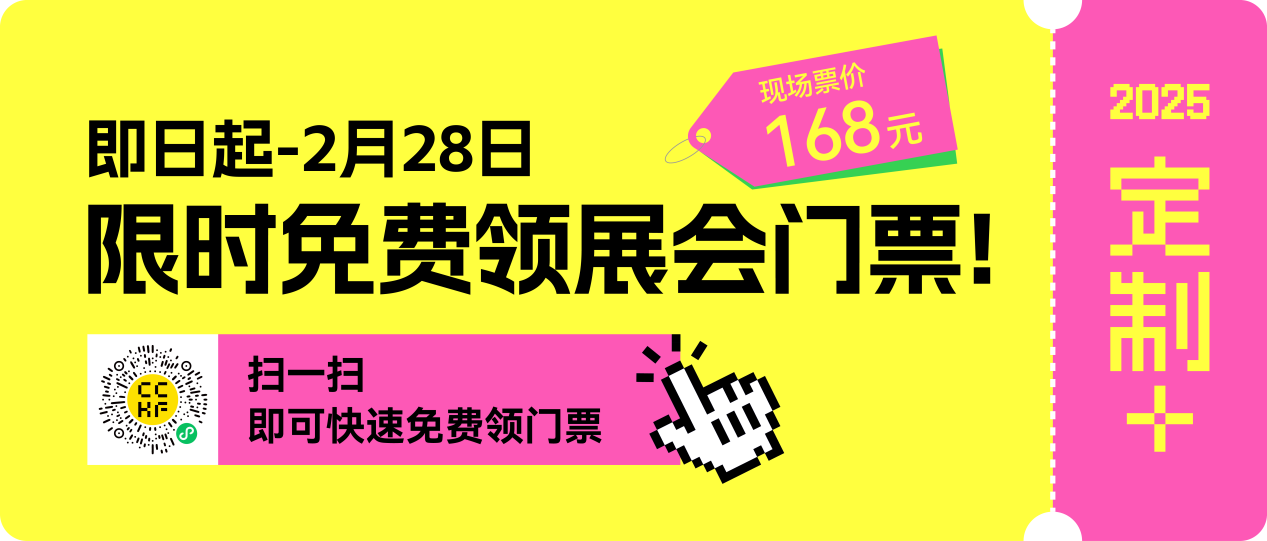 现场票价
168元
即日起-2月28日
限时免费领展会门票!
CC
HF
扫一扫
即可快速免费领门票
2025
定制+